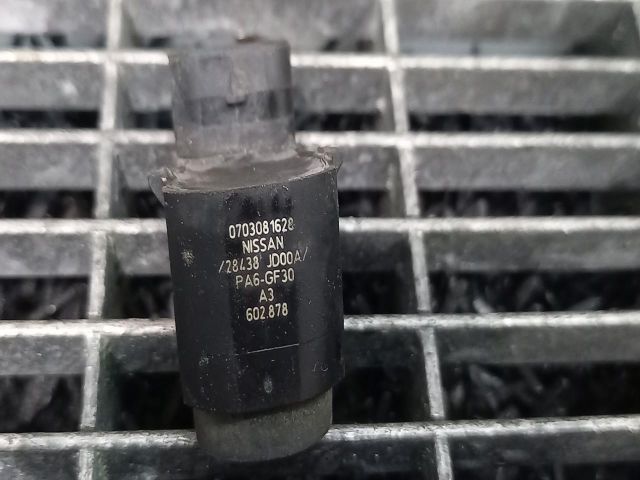 0703081628
NISSAN
/28438 JD00A/
PA6-GF30
A3
602.878